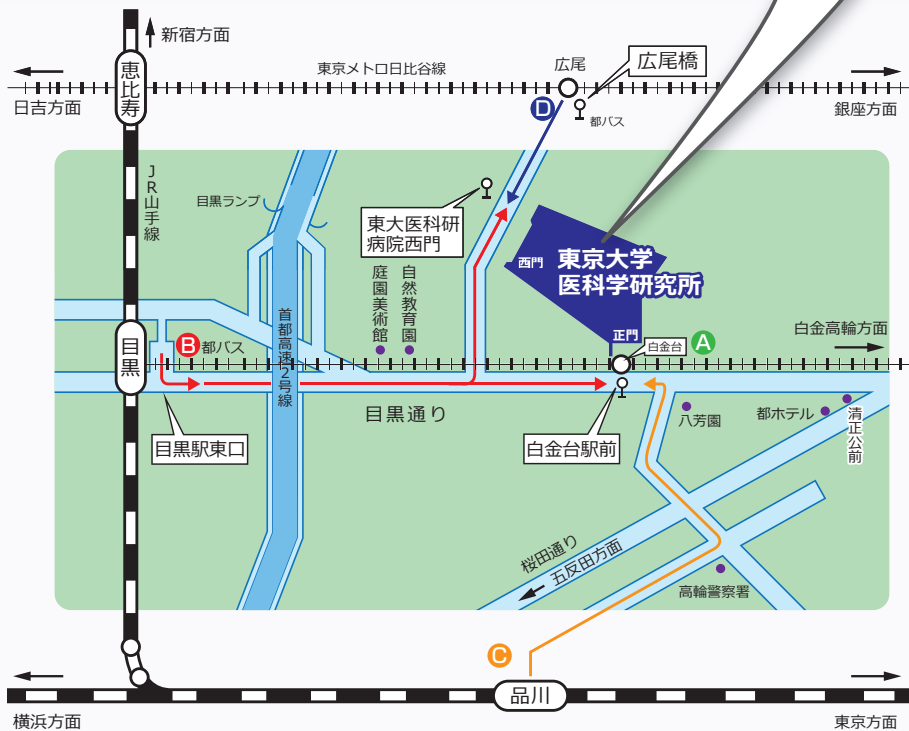 新宿方面
恵比寿
東京メトロ日比谷線
広尾
広尾橋
日吉方面
D
都バス
銀座方面
JR山手線
目黒ランプ
東大医科研
病院西門
西門
東京大学
医科学研究所
庭園美術館
自然教育園
首都高速2号線
正門
白金高輪方面
目黒
B
都バス
白金台
A
目黒通り
目黒駅東口
白金台駅前
八芳園
都ホテル
清正公前
桜田通り
五反田方面
高輪警察署
C
品川
横浜方面
東京方面